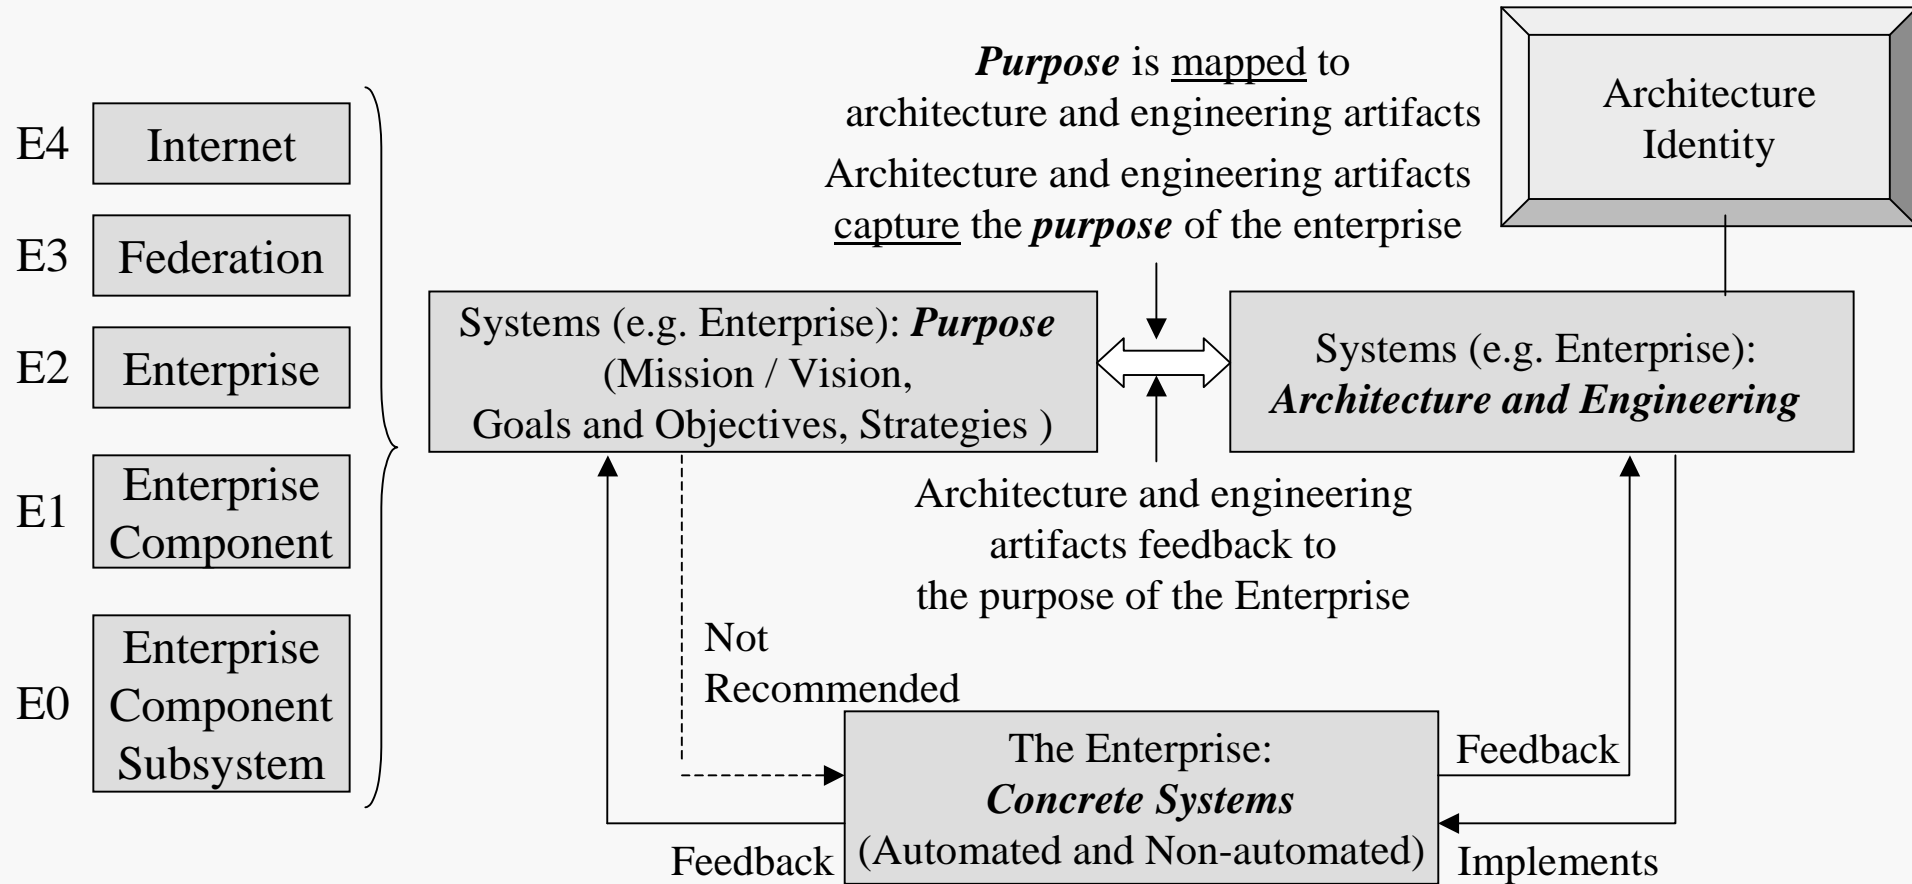 E4
Internet
E3
Federation
E2
Enterprise
E1
Enterprise
Component
E0
Enterprise
Component
Subsystem
Purpose is mapped to
architecture and engineering artifacts
Architecture and engineering artifacts
capture the purpose of the enterprise
Architecture
Identity
Systems (e.g. Enterprise): Purpose
(Mission / Vision,
Goals and Objectives, Strategies )
Systems (e.g. Enterprise):
Architecture and Engineering
Architecture and engineering
artifacts feedback to
the purpose of the Enterprise
Not
Recommended
The Enterprise:
Concrete Systems
(Automated and Non-automated)
Feedback
Feedback
Implements